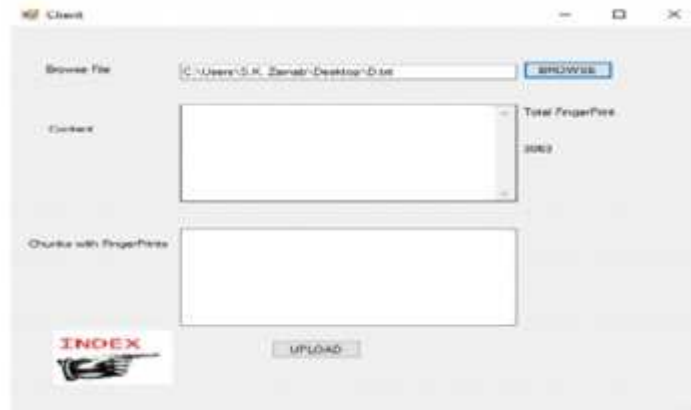 Client
Browse File
C:\Users\S.K. Zainab\Desktop\D.txt
BROWSE
Content
Total FingerPrint
Chunks with FingerPrints
INDEX
UPLOAD